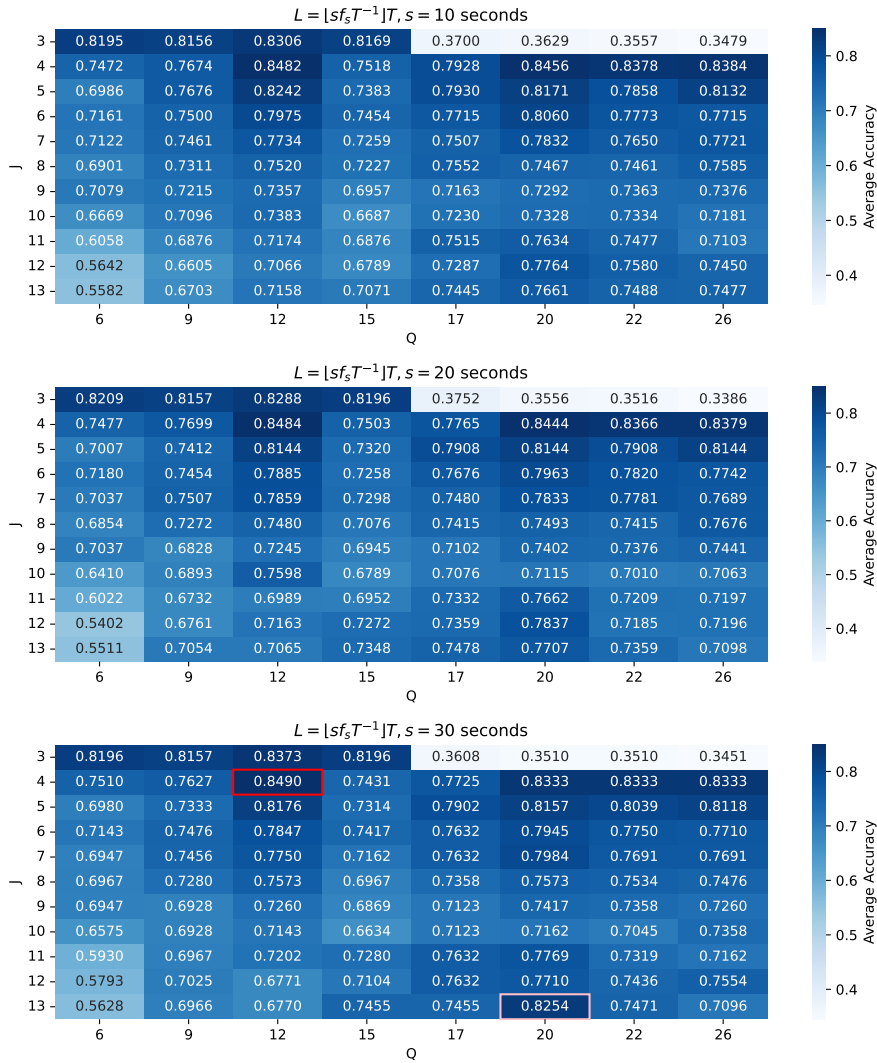 L = ⌊sf_sT⁻¹⌋T, s = 10 seconds
3 0.8195 0.8156 0.8306 0.8169 0.3700 0.3629 0.3557 0.3479
4 0.7472 0.7674 0.8482 0.7518 0.7928 0.8456 0.8378 0.8384
5 0.6986 0.7676 0.8242 0.7383 0.7930 0.8171 0.7858 0.8132
6 0.7161 0.7500 0.7975 0.7454 0.7715 0.8060 0.7773 0.7715
7 0.7122 0.7461 0.7734 0.7259 0.7507 0.7832 0.7650 0.7721
8 0.6901 0.7311 0.7520 0.7227 0.7552 0.7467 0.7461 0.7585
9 0.7079 0.7215 0.7357 0.6957 0.7163 0.7292 0.7363 0.7376
10 0.6669 0.7096 0.7383 0.6687 0.7230 0.7328 0.7334 0.7181
11 0.6058 0.6876 0.7174 0.6876 0.7515 0.7634 0.7477 0.7103
12 0.5642 0.6605 0.7066 0.6789 0.7287 0.7764 0.7580 0.7450
13 0.5582 0.6703 0.7158 0.7071 0.7445 0.7661 0.7488 0.7477
6 9 12 15 17 20 22 26
J
Q
0.8
0.7
0.6
0.5
0.4
Average Accuracy
L = ⌊sf_sT⁻¹⌋T, s = 20 seconds
3 0.8209 0.8157 0.8288 0.8196 0.3752 0.3556 0.3516 0.3386
4 0.7477 0.7699 0.8484 0.7503 0.7765 0.8444 0.8366 0.8379
5 0.7007 0.7412 0.8144 0.7320 0.7908 0.8144 0.7908 0.8144
6 0.7180 0.7454 0.7885 0.7258 0.7676 0.7963 0.7820 0.7742
7 0.7037 0.7507 0.7859 0.7298 0.7480 0.7833 0.7781 0.7689
8 0.6854 0.7272 0.7480 0.7076 0.7415 0.7493 0.7415 0.7676
9 0.7037 0.6828 0.7245 0.6945 0.7102 0.7402 0.7376 0.7441
10 0.6410 0.6893 0.7598 0.6789 0.7076 0.7115 0.7010 0.7063
11 0.6022 0.6732 0.6989 0.6952 0.7332 0.7662 0.7209 0.7197
12 0.5402 0.6761 0.7163 0.7272 0.7359 0.7837 0.7185 0.7196
13 0.5511 0.7054 0.7065 0.7348 0.7478 0.7707 0.7359 0.7098
6 9 12 15 17 20 22 26
J
Q
0.8
0.7
0.6
0.5
0.4
Average Accuracy
L = ⌊sf_sT⁻¹⌋T, s = 30 seconds
3 0.8196 0.8157 0.8373 0.8196 0.3608 0.3510 0.3510 0.3451
4 0.7510 0.7627 0.8490 0.7431 0.7725 0.8333 0.8333 0.8333
5 0.6980 0.7333 0.8176 0.7314 0.7902 0.8157 0.8039 0.8118
6 0.7143 0.7476 0.7847 0.7417 0.7632 0.7945 0.7750 0.7710
7 0.6947 0.7456 0.7750 0.7162 0.7632 0.7984 0.7691 0.7691
8 0.6967 0.7280 0.7573 0.6967 0.7358 0.7573 0.7534 0.7476
9 0.6947 0.6928 0.7260 0.6869 0.7123 0.7417 0.7358 0.7260
10 0.6575 0.6928 0.7143 0.6634 0.7123 0.7162 0.7045 0.7358
11 0.5930 0.6967 0.7202 0.7280 0.7632 0.7769 0.7319 0.7162
12 0.5793 0.7025 0.6771 0.7104 0.7632 0.7710 0.7436 0.7554
13 0.5628 0.6966 0.6770 0.7455 0.7455 0.8254 0.7471 0.7096
6 9 12 15 17 20 22 26
J
Q
0.8
0.7
0.6
0.5
0.4
Average Accuracy